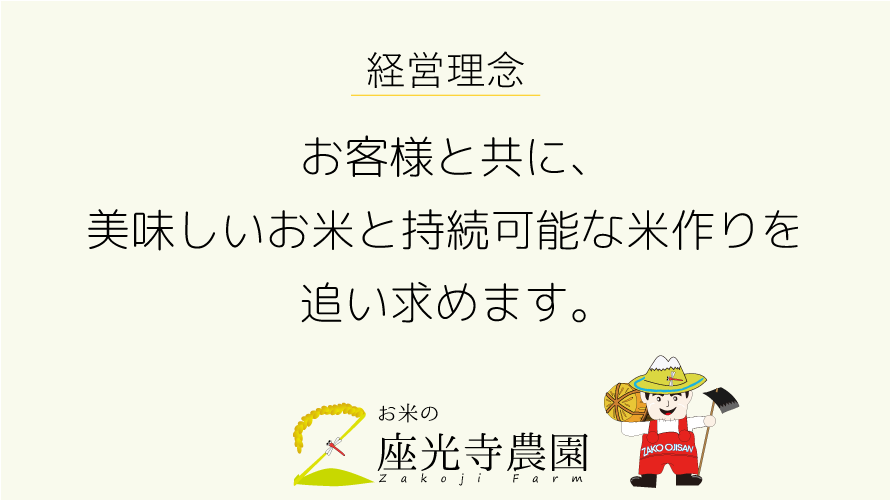 経営理念
お客様と共に、
美味しいお米と持続可能な米作りを
追い求めます。
お米の
座光寺農園
Zakoji Farm
ZAKO OJISAN